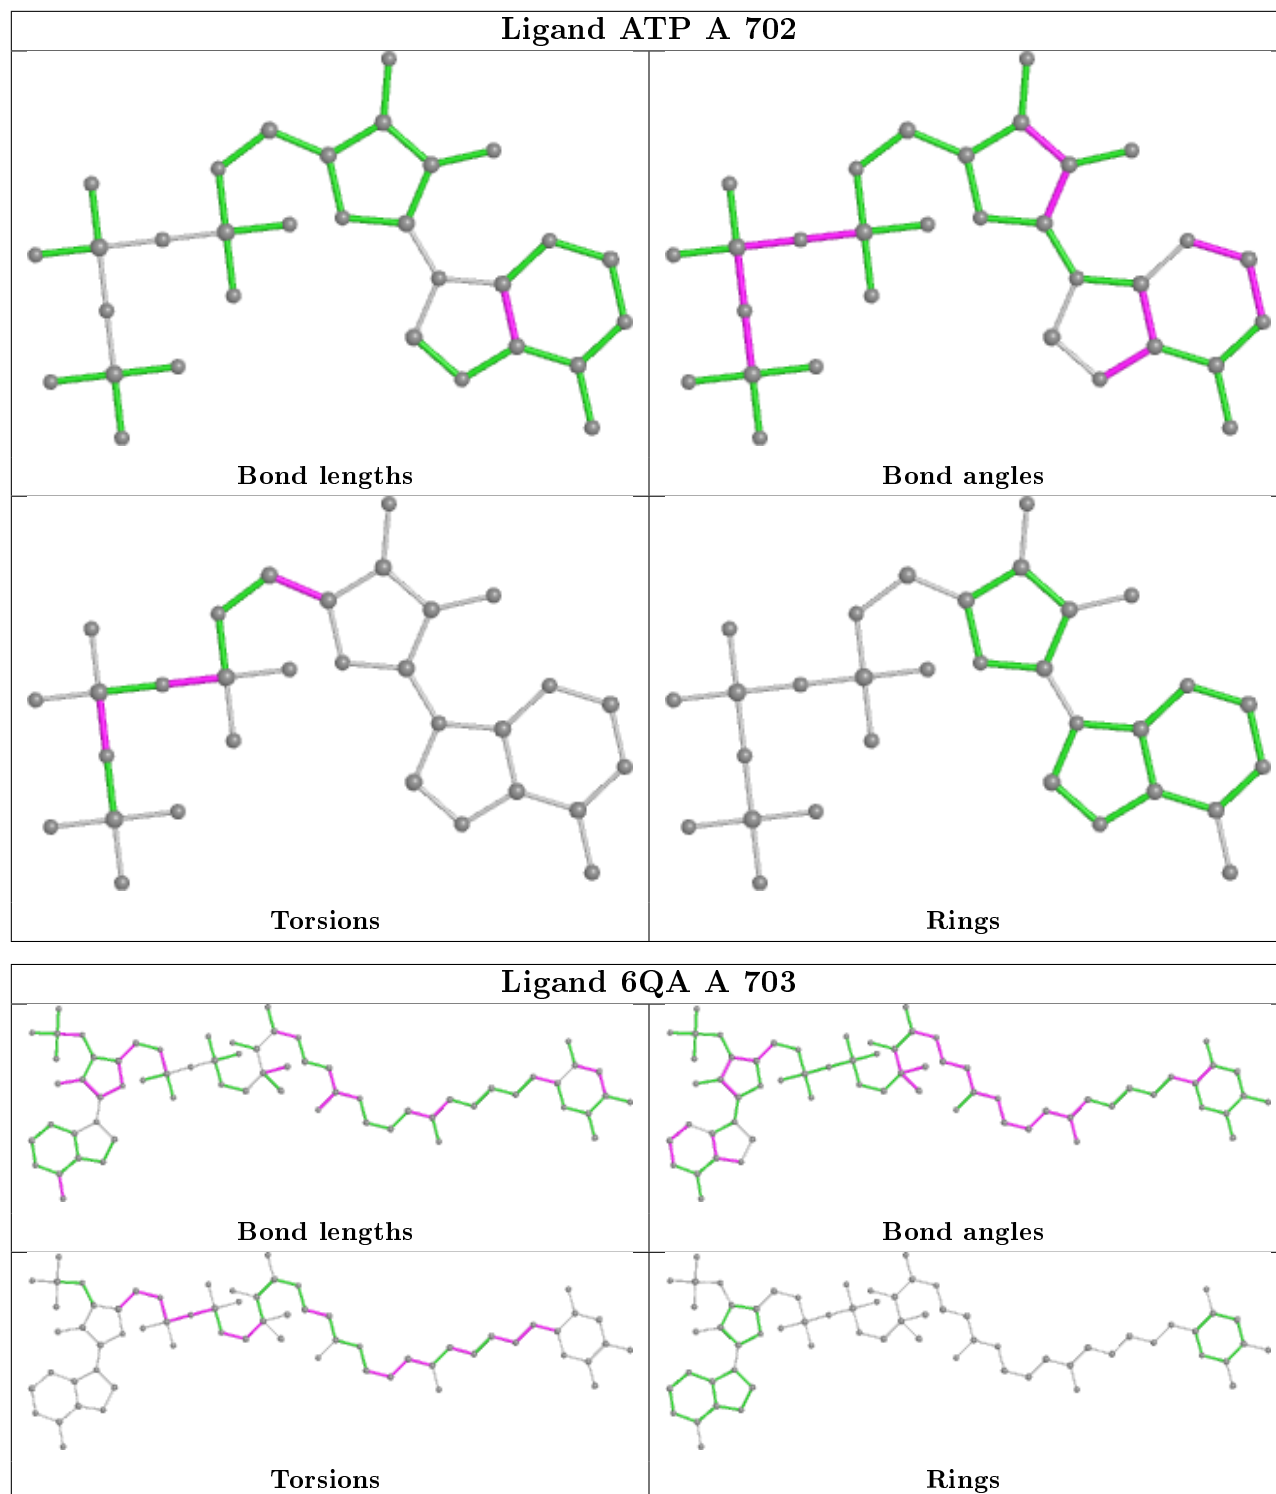 Ligand ATP A 702
Bond lengths
Bond angles
Torsions
Rings
Ligand 6QA A 703
Bond lengths
Bond angles
Torsions
Rings